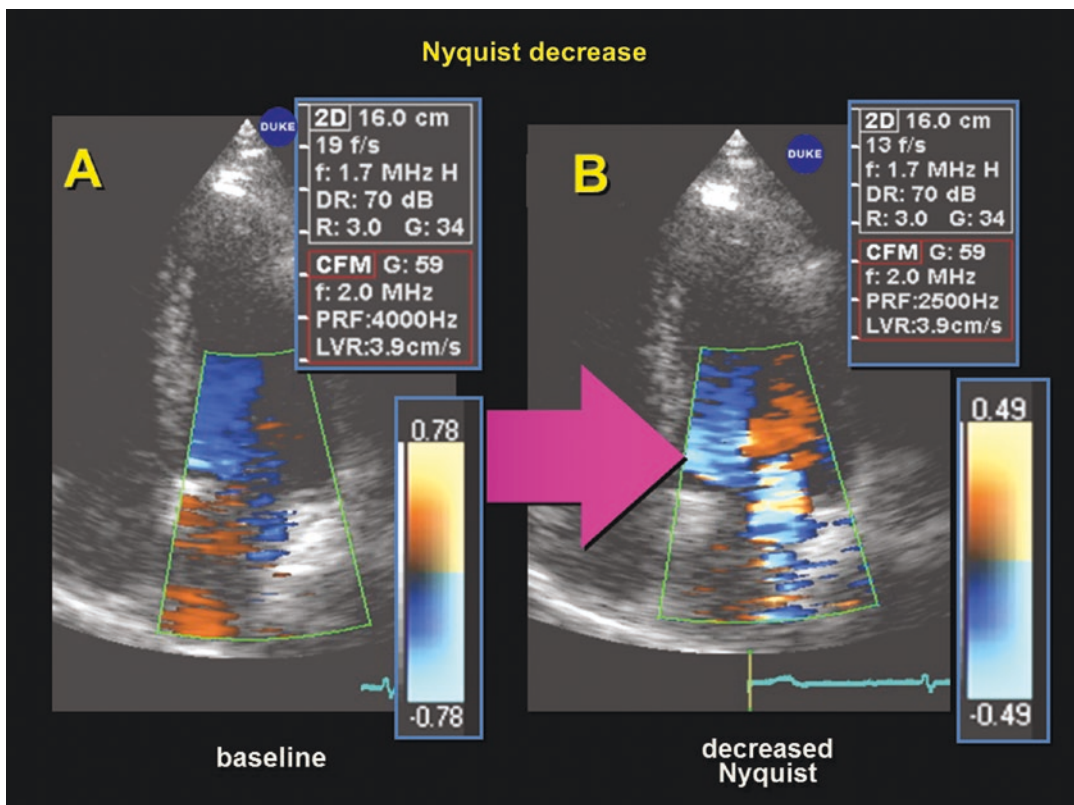 Nyquist decrease
A
DUKE
2D 16.0 cm
19 f/s
f: 1.7 MHz H
DR: 70 dB
R: 3.0 G: 34
CFM G: 59
f: 2.0 MHz
PRF:4000Hz
LVR:3.9cm/s
0.78
-0.78
baseline
B
DUKE
2D 16.0 cm
13 f/s
f: 1.7 MHz H
DR: 70 dB
R: 3.0 G: 34
CFM G: 59
f: 2.0 MHz
PRF:2500Hz
LVR:3.9cm/s
0.49
-0.49
decreased
Nyquist